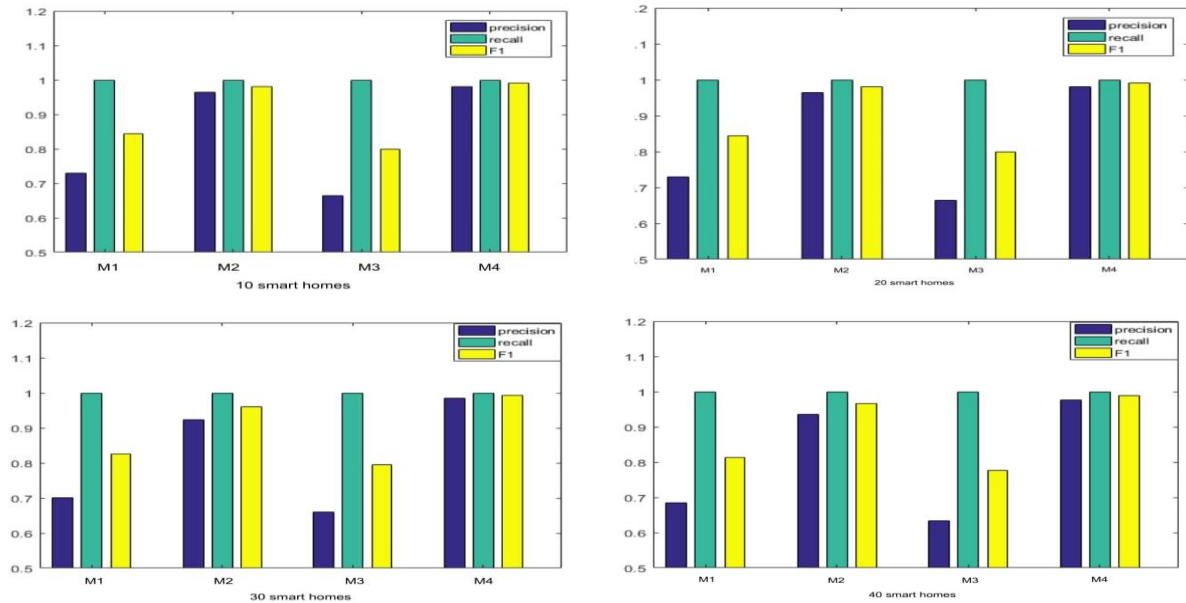 1.2
1.1
1
0.9
0.8
0.7
0.6
0.5
precision
recall
F1
M1 M2 M3 M4
10 smart homes
1.2
.1
1
.9
.8
.7
.6
.5
precision
recall
F1
M1 M2 M3 M4
20 smart homes
1.2
1.1
1
0.9
0.8
0.7
0.6
0.5
precision
recall
F1
M1 M2 M3 M4
30 smart homes
1.2
1.1
1
0.9
0.8
0.7
0.6
0.5
precision
recall
F1
M1 M2 M3 M4
40 smart homes